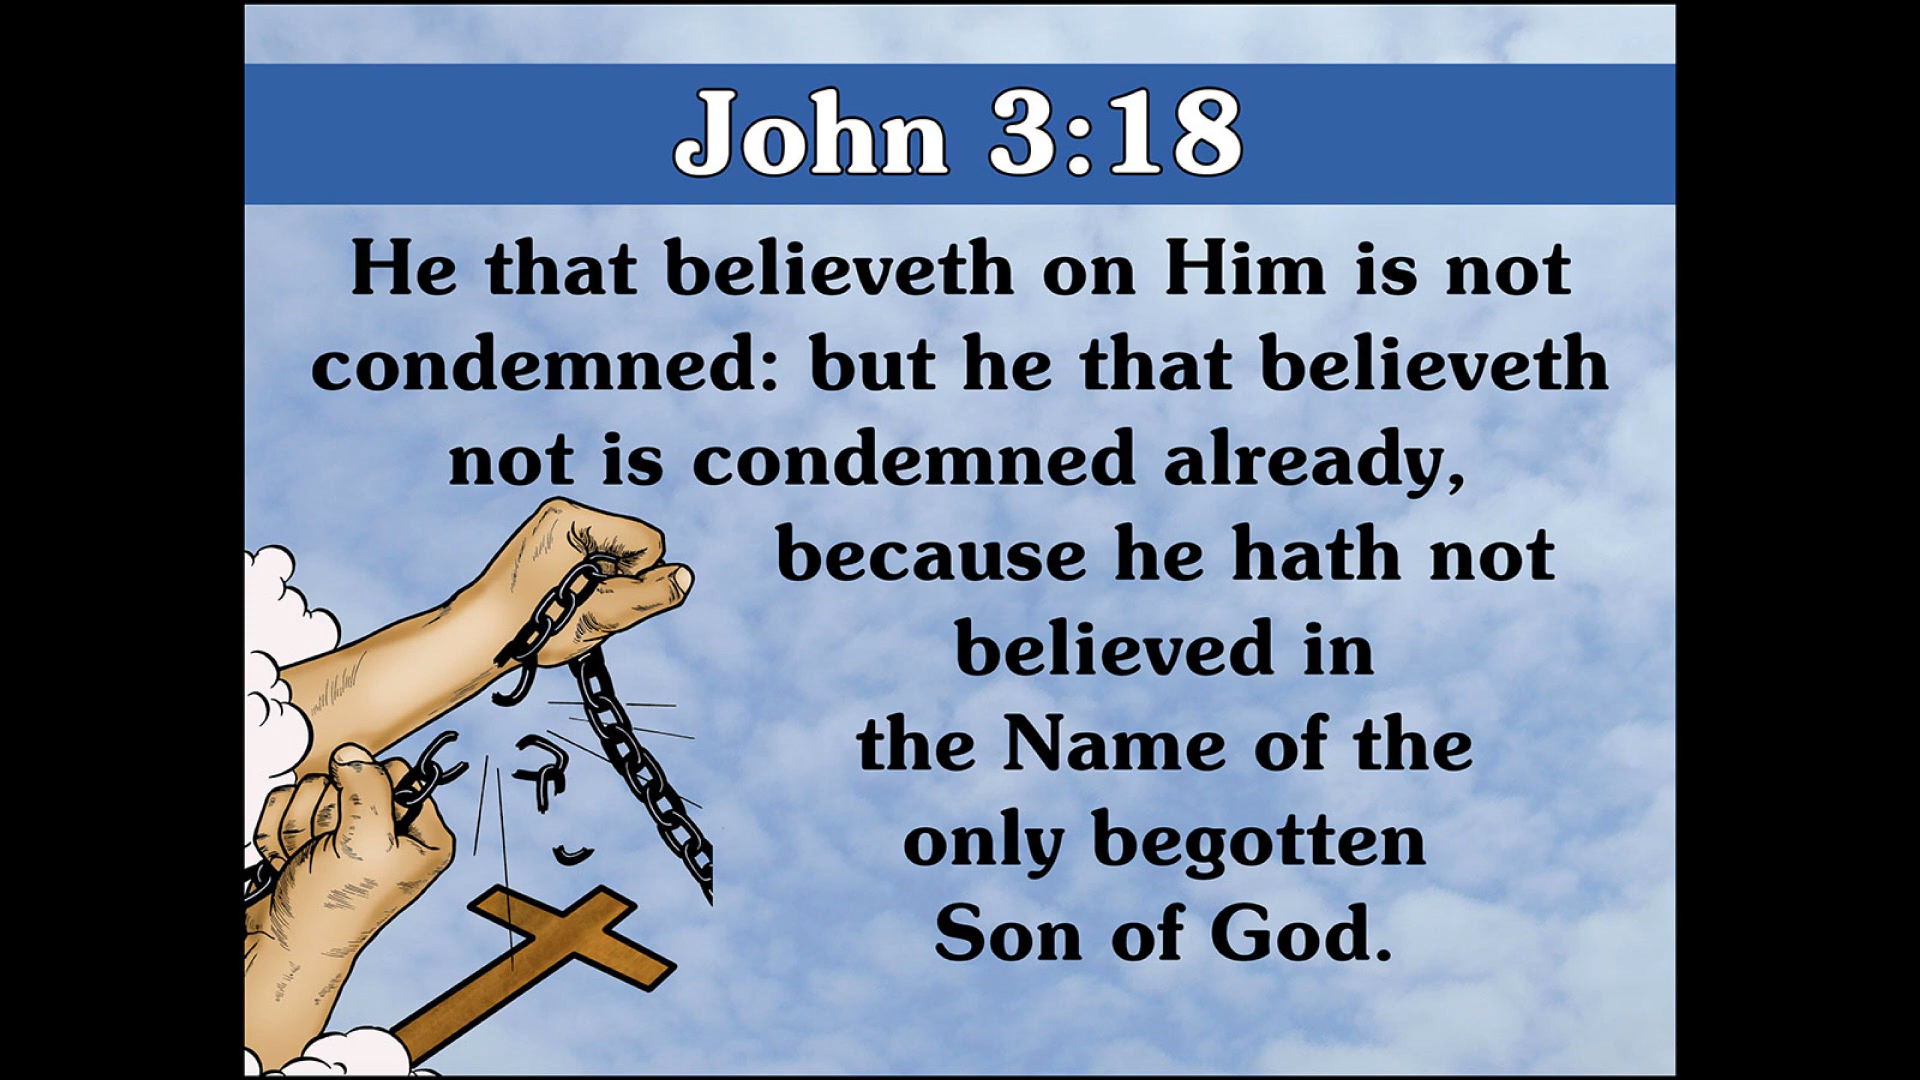 John 3:18
He that believeth on Him is not
condemned: but he that believeth
not is condemned already,
because he hath not
believed in
the Name of the
only begotten
Son of God.